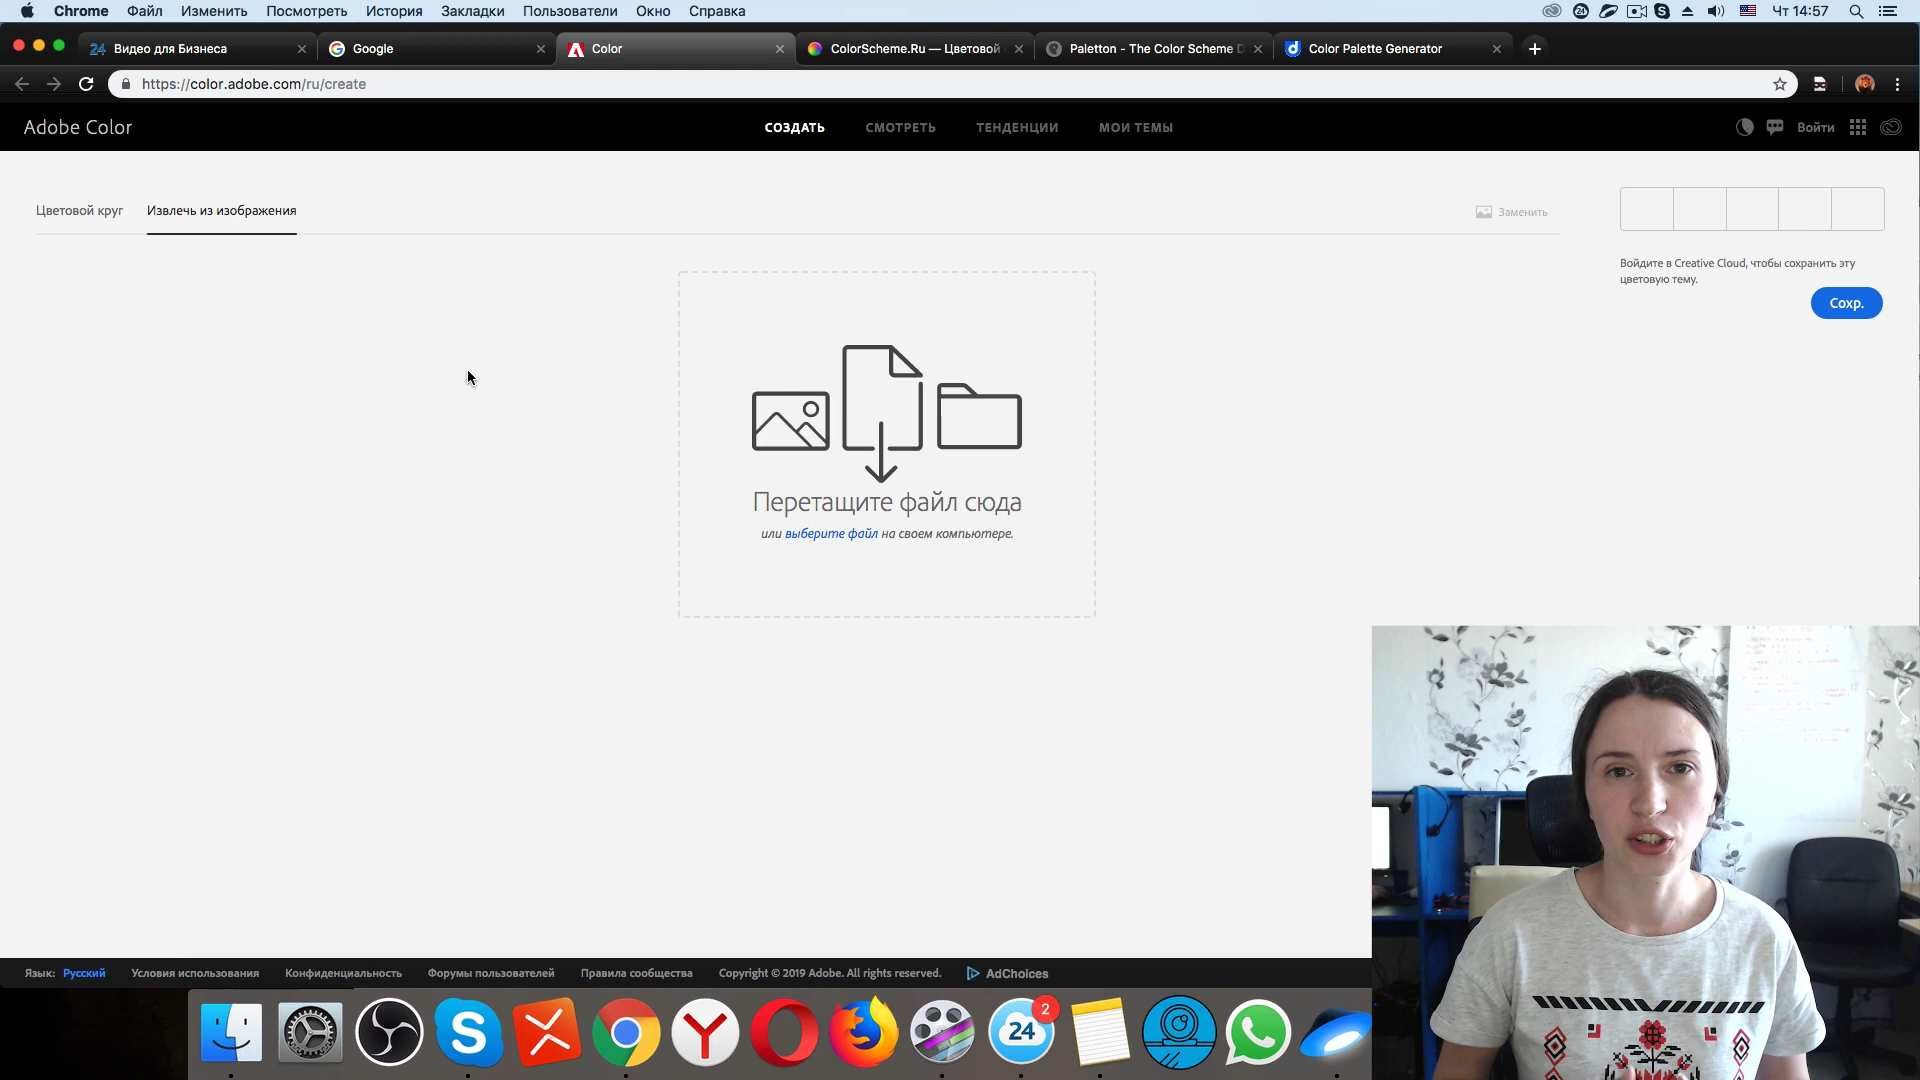 Chrome Файл Изменить Посмотреть История Закладки Пользователи Окно Справка
24
Чт 14:57
24 Видео для Бизнеса
Google
Color
ColorScheme.Ru — Цветовой
Paletton - The Color Scheme D
Color Palette Generator
https://color.adobe.com/ru/create
Adobe Color
СОЗДАТЬ
СМОТРЕТЬ
ТЕНДЕНЦИИ
МОИ ТЕМЫ
Войти
Цветовой круг
Извлечь из изображения
Заменить
Войдите в Creative Cloud, чтобы сохранить эту
цветовую тему.
Сохр.
Перетащите файл сюда
или выберите файл на своем компьютере.
Язык: Русский
Условия использования
Конфиденциальность
Форумы пользователей
Правила сообщества
Copyright © 2019 Adobe. All rights reserved.
AdChoices
24
2